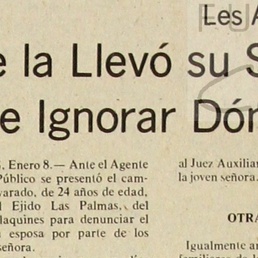 Les A
e la Llevó su S
e Ignorar Dón
, Enero 8.— Ante el Agente
Público se presentó el cam-
varado, de 24 años de edad,
l Ejido Las Palmas, del
laquines para denunciar el
u esposa por parte de los
señora.
al Juez Auxilia
la joven señora.
OTRA
Igualmente a